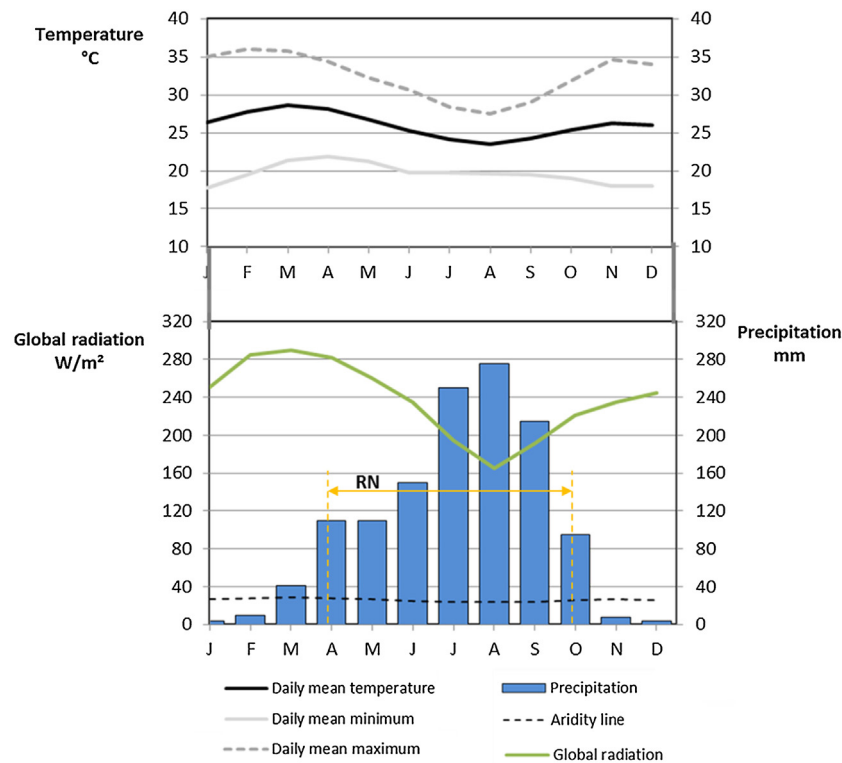 Temperature
°C
40
35
30
25
20
15
10
40
35
30
25
20
15
10
J F M A M J J A S O N D
Global radiation
W/m²
Precipitation
mm
320
280
240
200
160
120
80
40
0
320
280
240
200
160
120
80
40
0
RN
J F M A M J J A S O N D
Daily mean temperature
Daily mean minimum
Daily mean maximum
Precipitation
Aridity line
Global radiation